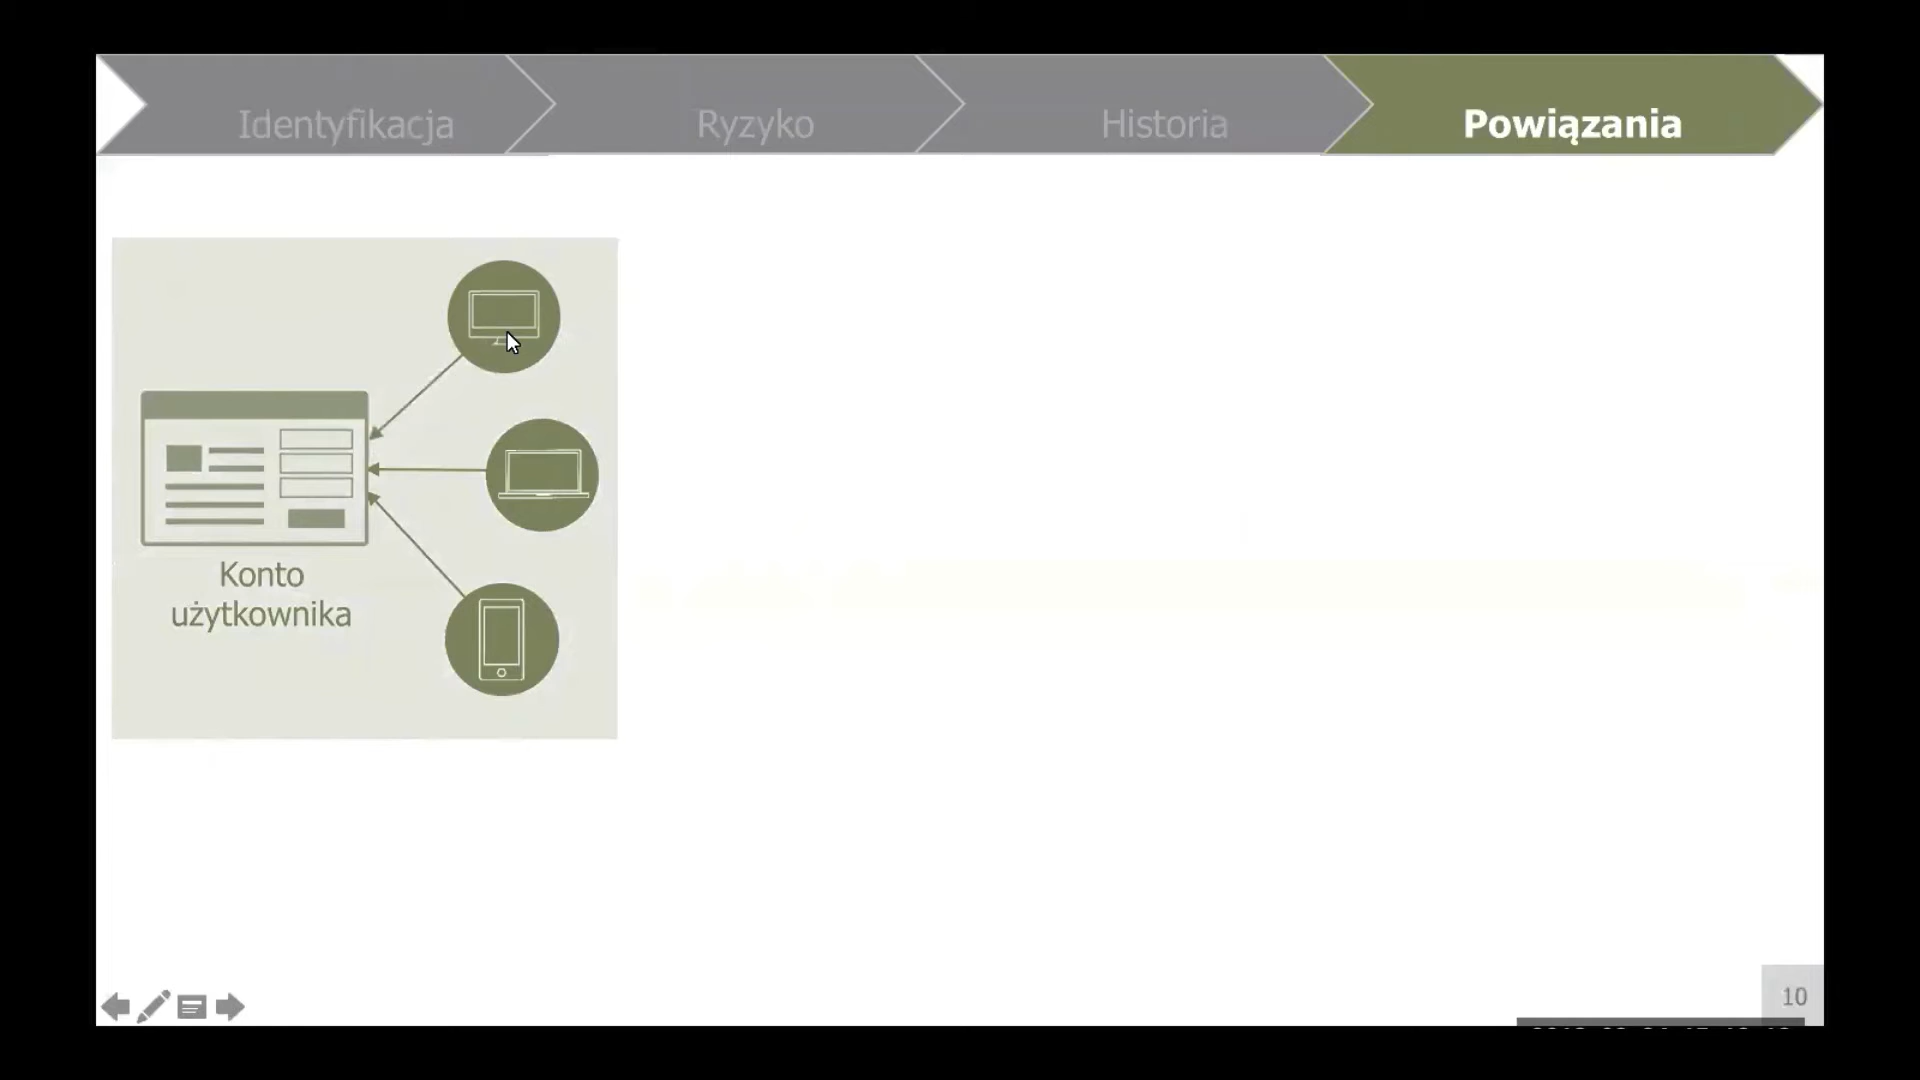 Identyfikacja
Ryzyko
Historia
Powiązania
Konto
użytkownika
10